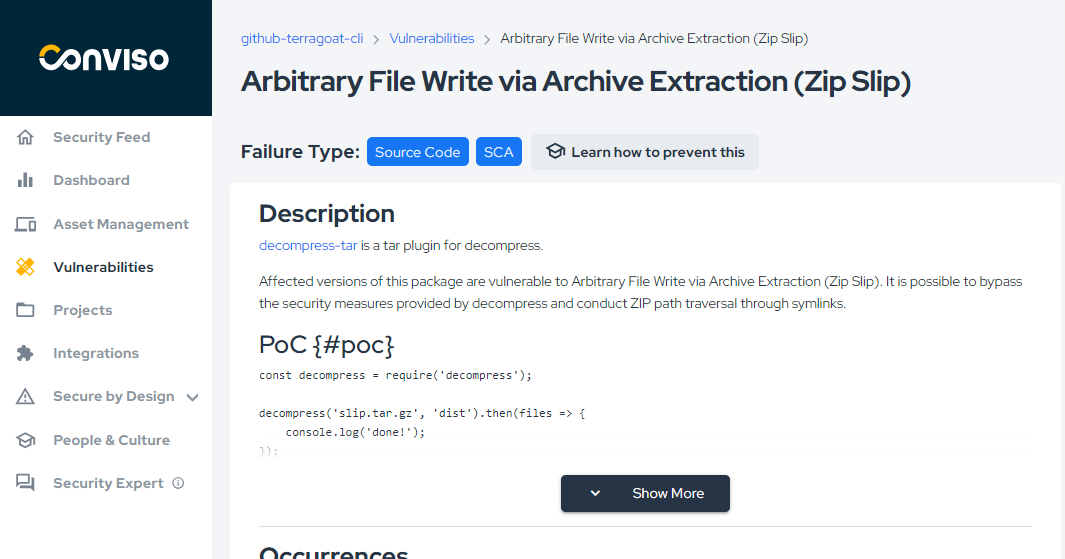 Conviso
Security Feed
Dashboard
Asset Management
Vulnerabilities
Projects
Integrations
Secure by Design
People & Culture
Security Expert
github-terragoat-cli > Vulnerabilities > Arbitrary File Write via Archive Extraction (Zip Slip)
Arbitrary File Write via Archive Extraction (Zip Slip)
Failure Type: Source Code SCA Learn how to prevent this
Description
decompress-tar is a tar plugin for decompress.
Affected versions of this package are vulnerable to Arbitrary File Write via Archive Extraction (Zip Slip). It is possible to bypass
the security measures provided by decompress and conduct ZIP path traversal through symlinks.
PoC {#poc}
const decompress = require('decompress');
decompress('slip.tar.gz', 'dist').then(files => {
    console.log('done!');
});
Show More
Occurrences